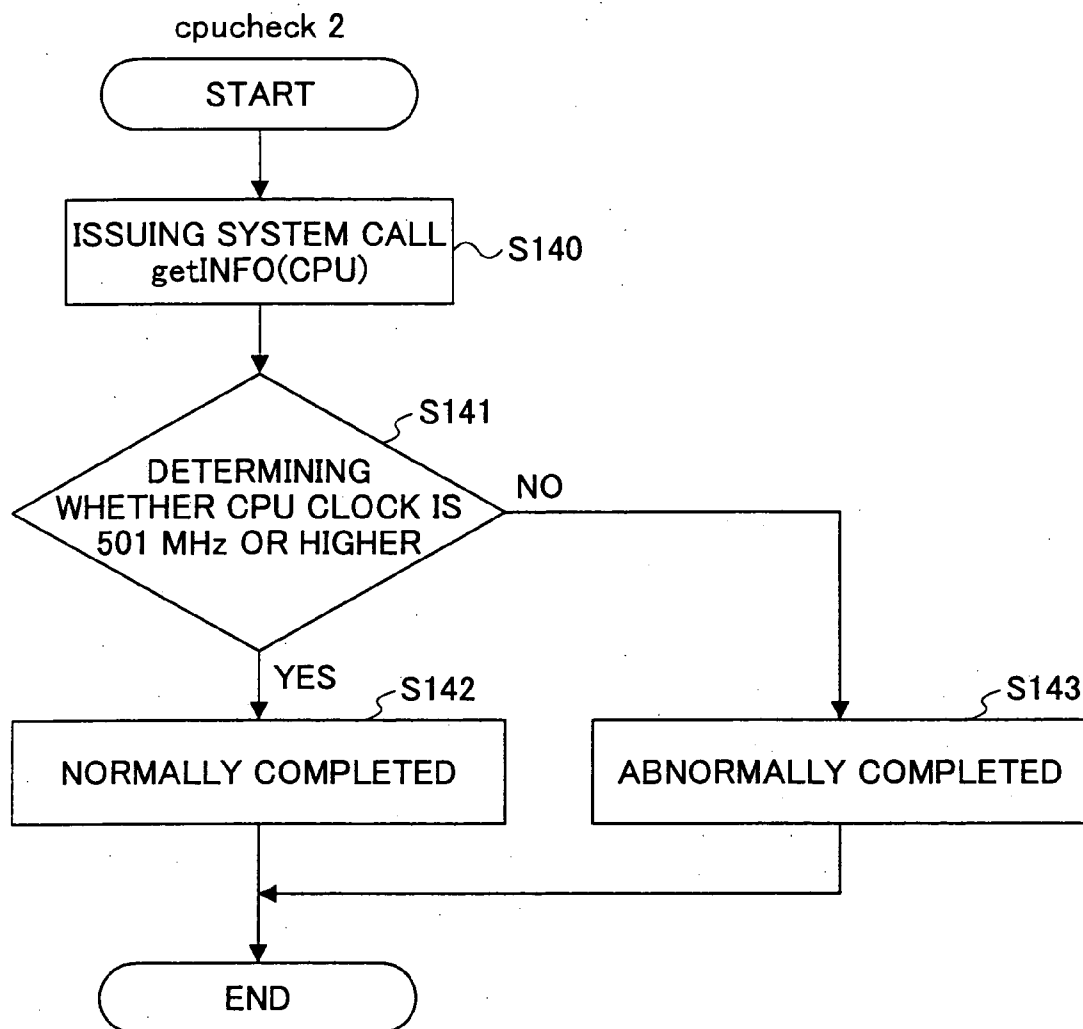 cpucheck 2
START
ISSUING SYSTEM CALL
getINFO(CPU)
S140
S141
DETERMINING
WHETHER CPU CLOCK IS
501 MHz OR HIGHER
NO
YES
S142
S143
NORMALLY COMPLETED
ABNORMALLY COMPLETED
END